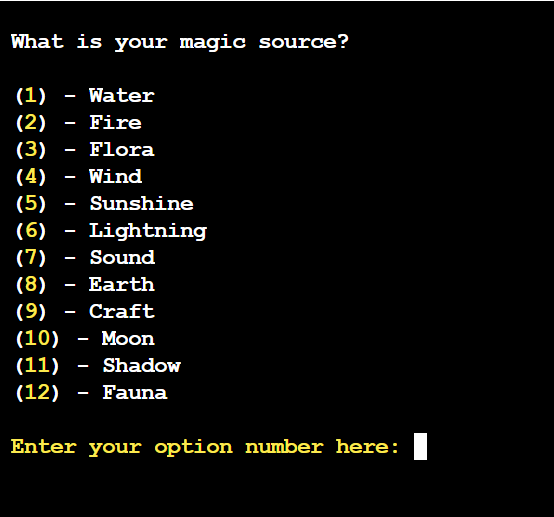 What is your magic source?
(1) - Water
(2) - Fire
(3) - Flora
(4) - Wind
(5) - Sunshine
(6) - Lightning
(7) - Sound
(8) - Earth
(9) - Craft
(10) - Moon
(11) - Shadow
(12) - Fauna
Enter your option number here: